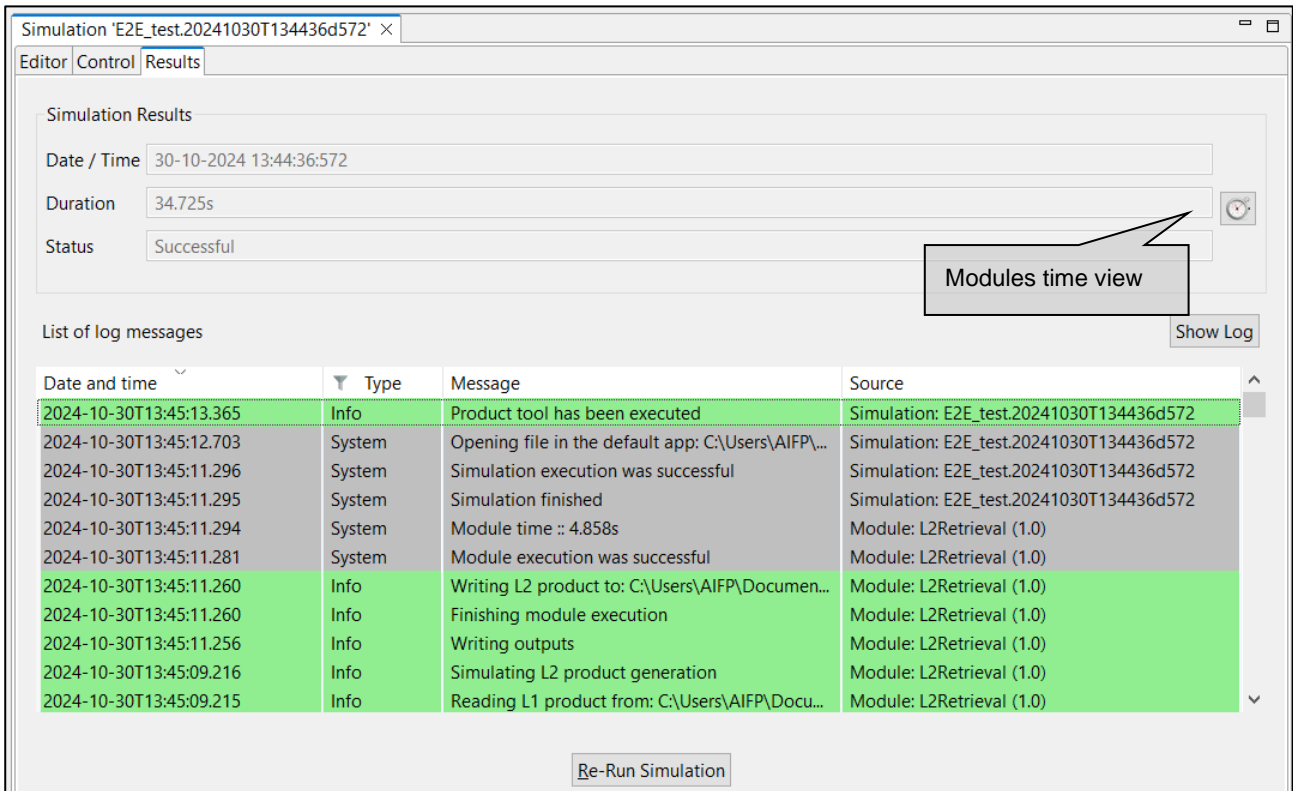 Simulation 'E2E_test.20241030T134436d572'
Editor Control Results
Simulation Results
Date / Time 30-10-2024 13:44:36:572
Duration 34.725s
Status Successful
Modules time view
List of log messages Show Log
Date and time Type Message Source
2024-10-30T13:45:13.365 Info Product tool has been executed Simulation: E2E_test.20241030T134436d572
2024-10-30T13:45:12.703 System Opening file in the default app: C:\Users\AIFP\... Simulation: E2E_test.20241030T134436d572
2024-10-30T13:45:11.296 System Simulation execution was successful Simulation: E2E_test.20241030T134436d572
2024-10-30T13:45:11.295 System Simulation finished Simulation: E2E_test.20241030T134436d572
2024-10-30T13:45:11.294 System Module time :: 4.858s Module: L2Retrieval (1.0)
2024-10-30T13:45:11.281 System Module execution was successful Module: L2Retrieval (1.0)
2024-10-30T13:45:11.260 Info Writing L2 product to: C:\Users\AIFP\Documen... Module: L2Retrieval (1.0)
2024-10-30T13:45:11.260 Info Finishing module execution Module: L2Retrieval (1.0)
2024-10-30T13:45:11.256 Info Writing outputs Module: L2Retrieval (1.0)
2024-10-30T13:45:09.216 Info Simulating L2 product generation Module: L2Retrieval (1.0)
2024-10-30T13:45:09.215 Info Reading L1 product from: C:\Users\AIFP\Docu... Module: L2Retrieval (1.0)
Re-Run Simulation